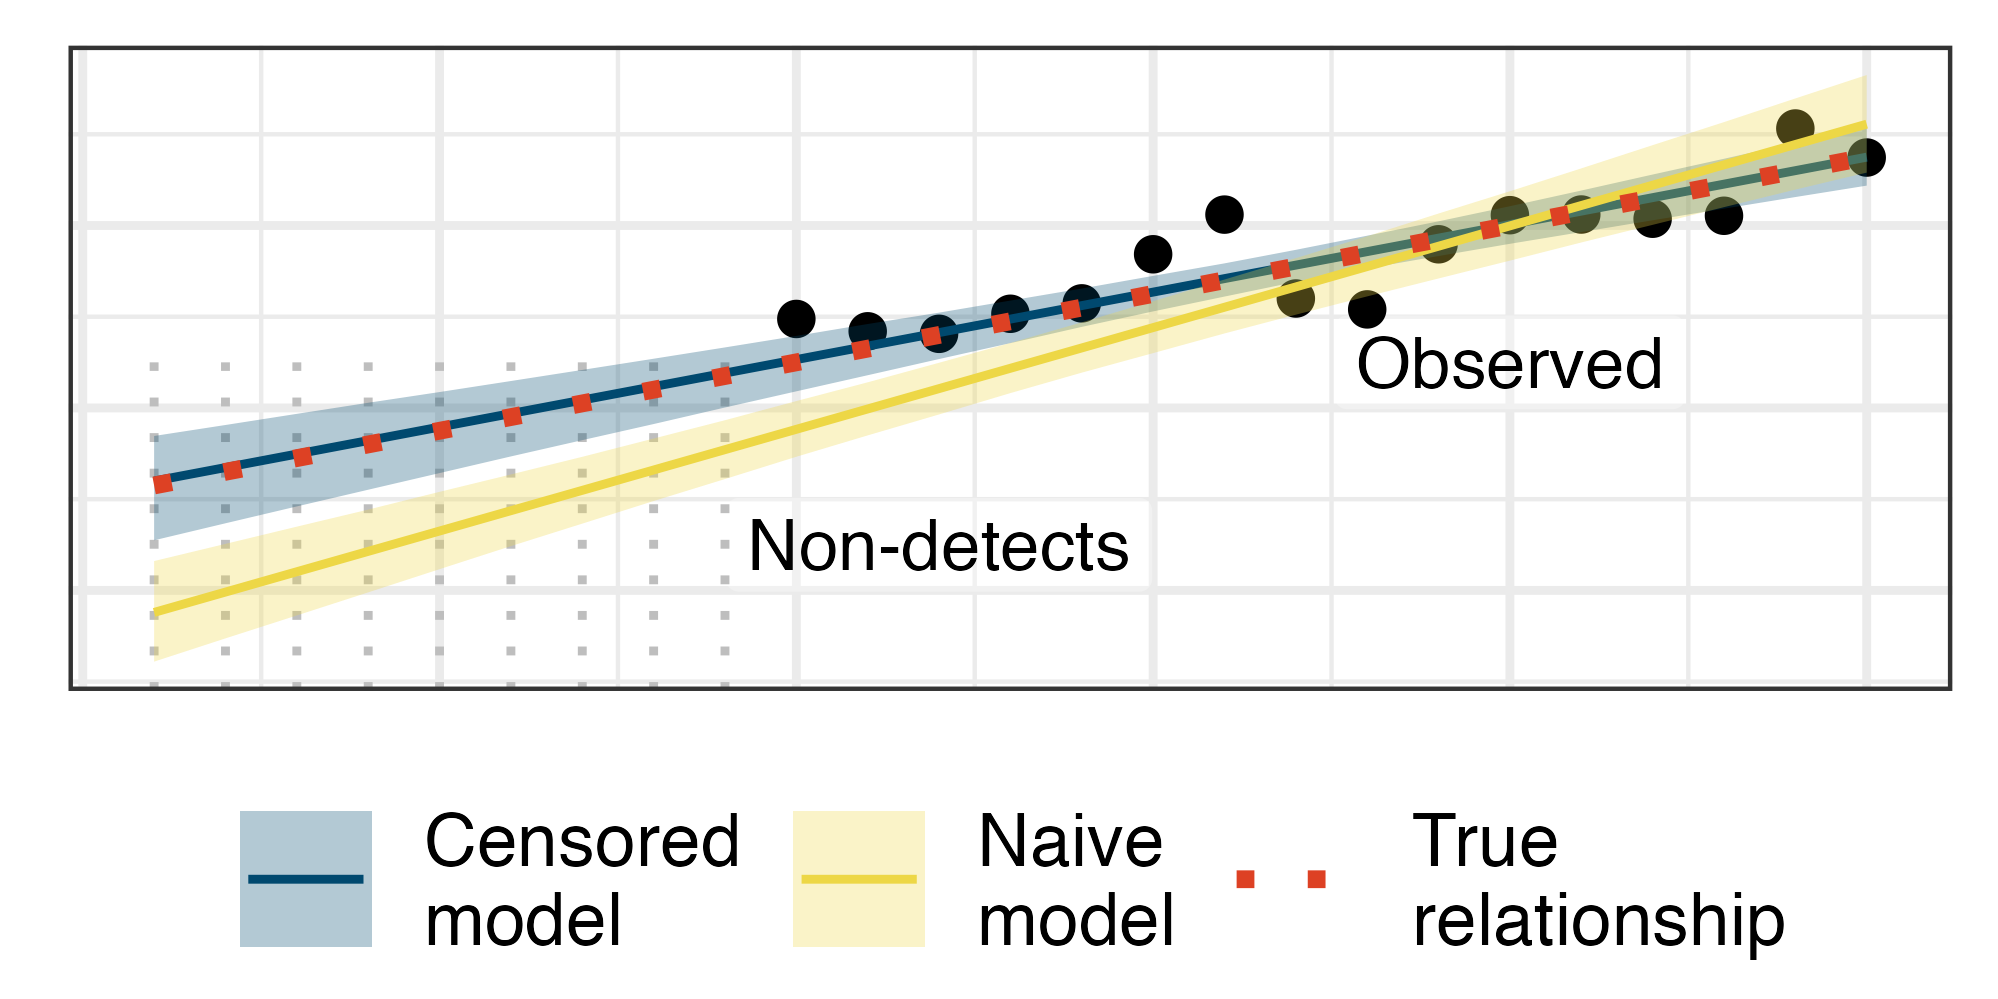 Observed
Non-detects
Censored
model
Naive
model
True
relationship